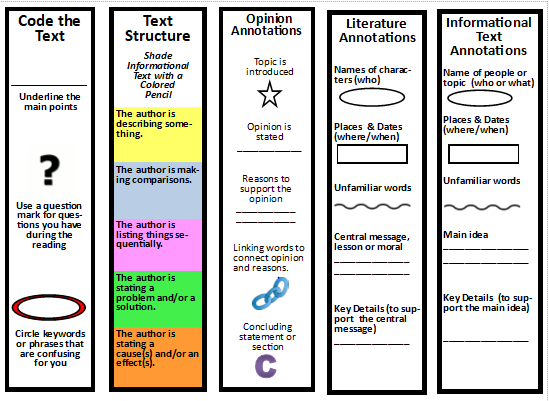 Code the
Text
Underline the
main points
?
Use a question
mark for ques-
tions you have
during the
reading
Circle keywords
or phrases that
are confusing
for you
Text
Structure
Shade
Informational
Text with a
Colored
Pencil
The author is
describing some-
thing.
The author is mak-
ing comparisons.
The author is
listing things se-
quentially.
The author is
stating a
problem and/or a
solution.
The author is
stating a
cause(s) and/or an
effect(s).
Opinion
Annotations
Topic is
introduced
Opinion is
stated
Reasons to
support the
opinion
Linking words to
connect opinion
and reasons.
Concluding
statement or
section
C
Literature
Annotations
Names of charac-
ters (who)
Places & Dates
(where/when)
Unfamiliar words
Central message,
lesson or moral
Key Details (to sup-
port the central
message)
Informational
Text
Annotations
Name of people or
topic (who or what)
Places & Dates
(where/when)
Unfamiliar words
Main idea
Key Details (to sup-
port the main idea)